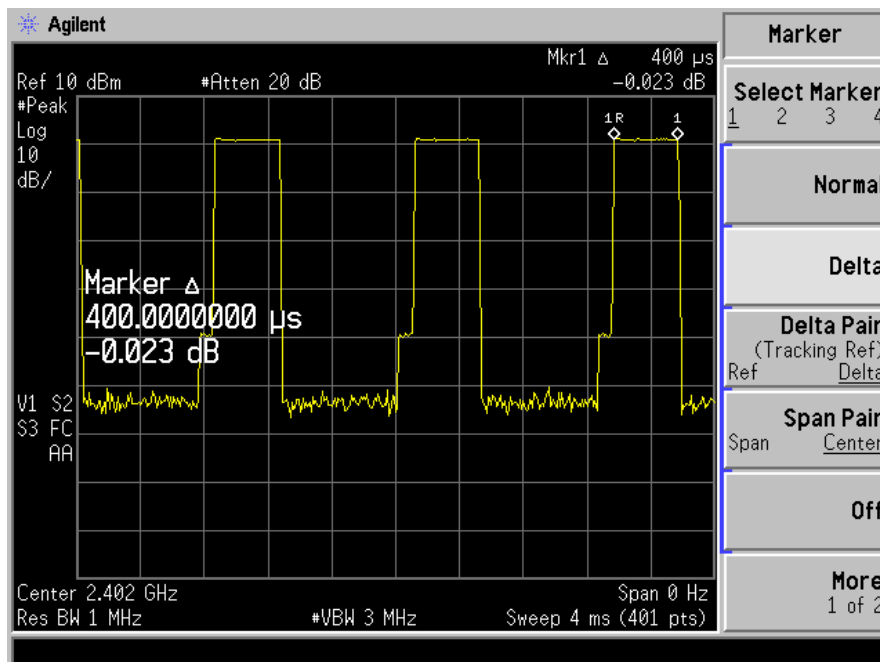 Agilent
Marker
Mkr1 Δ 400 µs
Ref 10 dBm #Atten 20 dB -0.023 dB
#Peak
Log
10
dB/
1R 1
Marker Δ
400.0000000 µs
-0.023 dB
V1 S2
S3 FC
AA
Center 2.402 GHz Span 0 Hz
Res BW 1 MHz #VBW 3 MHz Sweep 4 ms (401 pts)
Select Marker
1 2 3 4
Normal
Delta
Delta Pair
(Tracking Ref)
Ref Delta
Span Pair
Span Center
Off
More
1 of 2